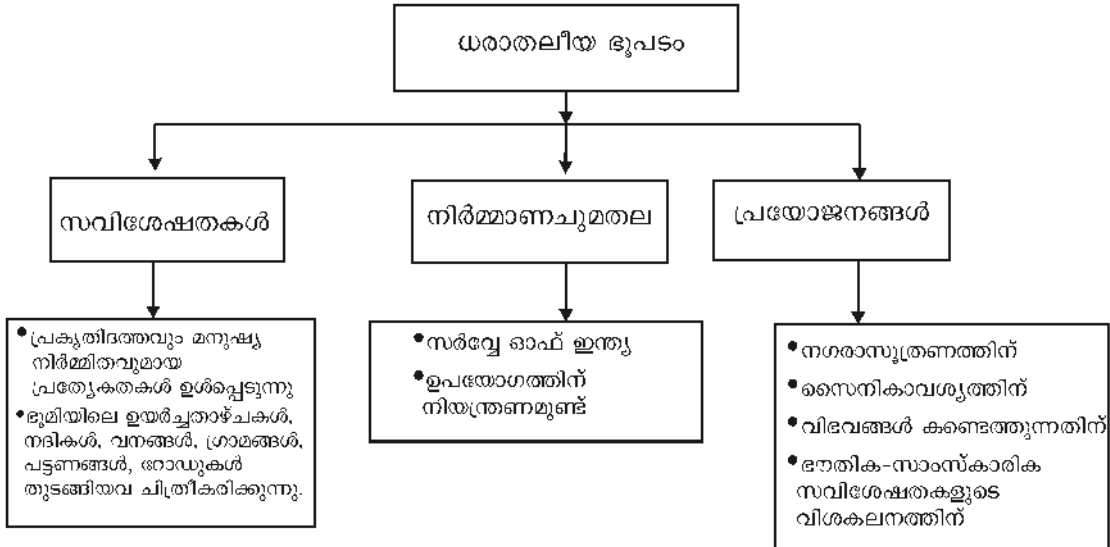 ധരാതലീയ ഭൂപടം
സവിശേഷതകൾ
നിർമ്മാണചുമതല
പ്രയോജനങ്ങൾ
• പ്രകൃതിദത്തവും മനുഷ്യ
നിർമ്മിതവുമായ
പ്രത്യേകതകൾ ഉൾപ്പെടുന്നു
• ഭൂമിയിലെ ഉയർച്ചതാഴ്ചകൾ,
നദികൾ, വനങ്ങൾ, ഗ്രാമങ്ങൾ,
പട്ടണങ്ങൾ, റോഡുകൾ
തുടങ്ങിയവ ചിത്രീകരിക്കുന്നു.
• സർവ്വേ ഓഫ് ഇന്ത്യ
• ഉപയോഗത്തിന്
നിയന്ത്രണമുണ്ട്
• നഗരാസൂത്രണത്തിന്
• സൈനികാവശ്യത്തിന്
• വിഭവങ്ങൾ കണ്ടെത്തുന്നതിന്
• ഭൗതിക-സാംസ്കാരിക
സവിശേഷതകളുടെ
വിശകലനത്തിന്